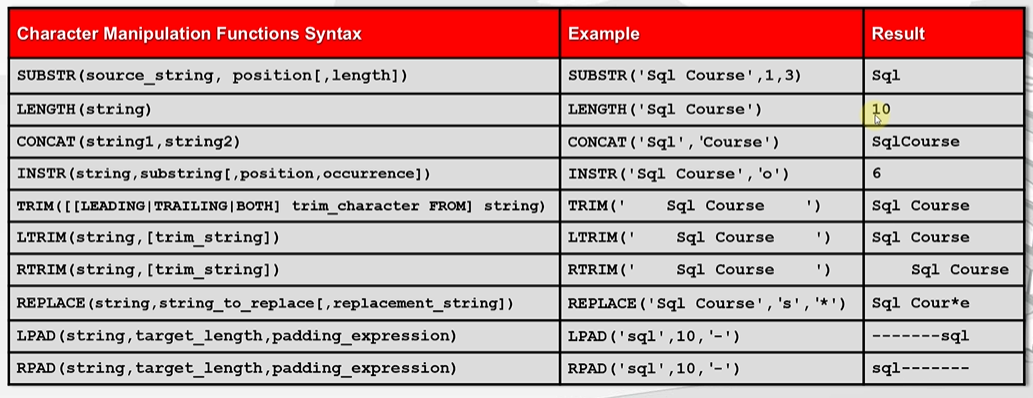 Character Manipulation Functions Syntax Example Result
SUBSTR(source_string, position[,length]) SUBSTR('Sql Course',1,3) Sql
LENGTH(string) LENGTH('Sql Course') 10
CONCAT(string1,string2) CONCAT('Sql','Course') SqlCourse
INSTR(string,substring[,position,occurrence]) INSTR('Sql Course','o') 6
TRIM([[LEADING|TRAILING|BOTH] trim_character FROM] string) TRIM('    Sql Course    ') Sql Course
LTRIM(string,[trim_string]) LTRIM('    Sql Course    ') Sql Course
RTRIM(string,[trim_string]) RTRIM('    Sql Course    ')     Sql Course
REPLACE(string,string_to_replace[,replacement_string]) REPLACE('Sql Course','s','*') Sql Cour*e
LPAD(string,target_length,padding_expression) LPAD('sql',10,'-') -------sql
RPAD(string,target_length,padding_expression) RPAD('sql',10,'-') sql-------